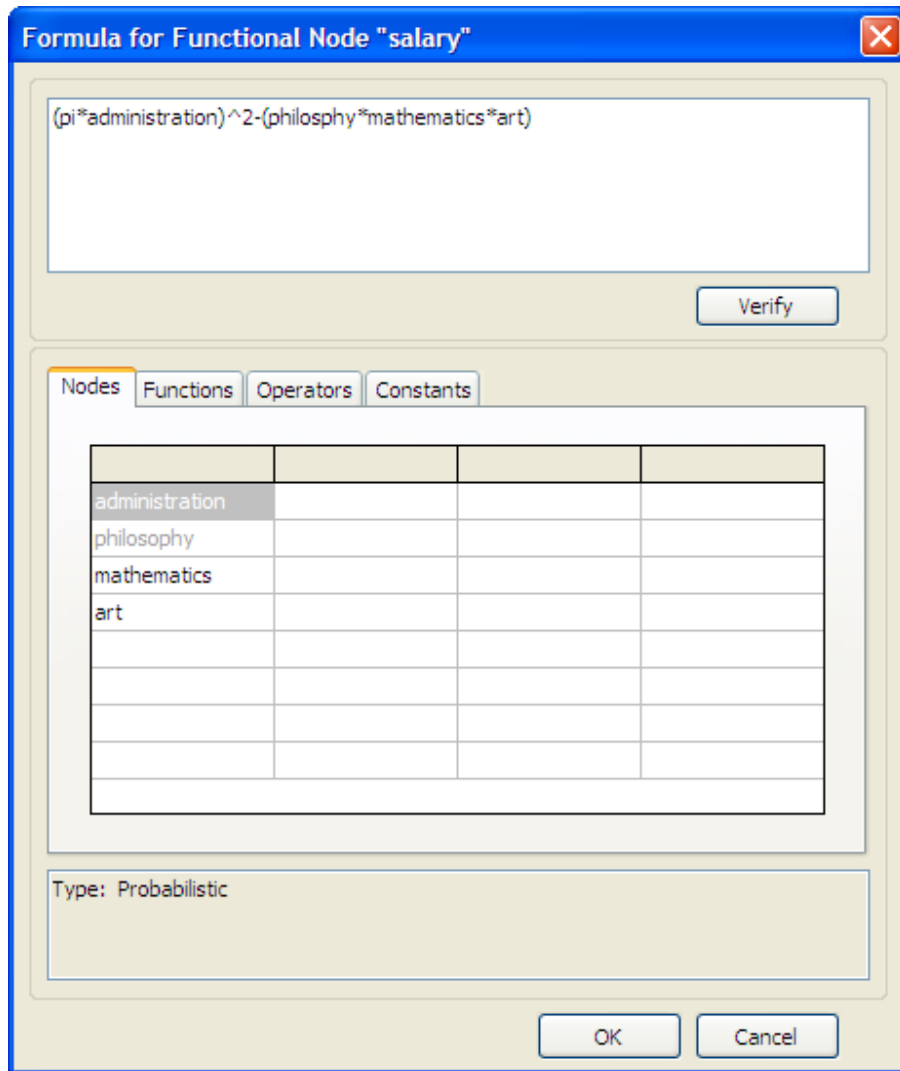 Formula for Functional Node "salary"
(pi*administration)^2-(philosphy*mathematics*art)
Verify
Nodes Functions Operators Constants
administration
philosophy
mathematics
art
Type: Probabilistic
OK Cancel